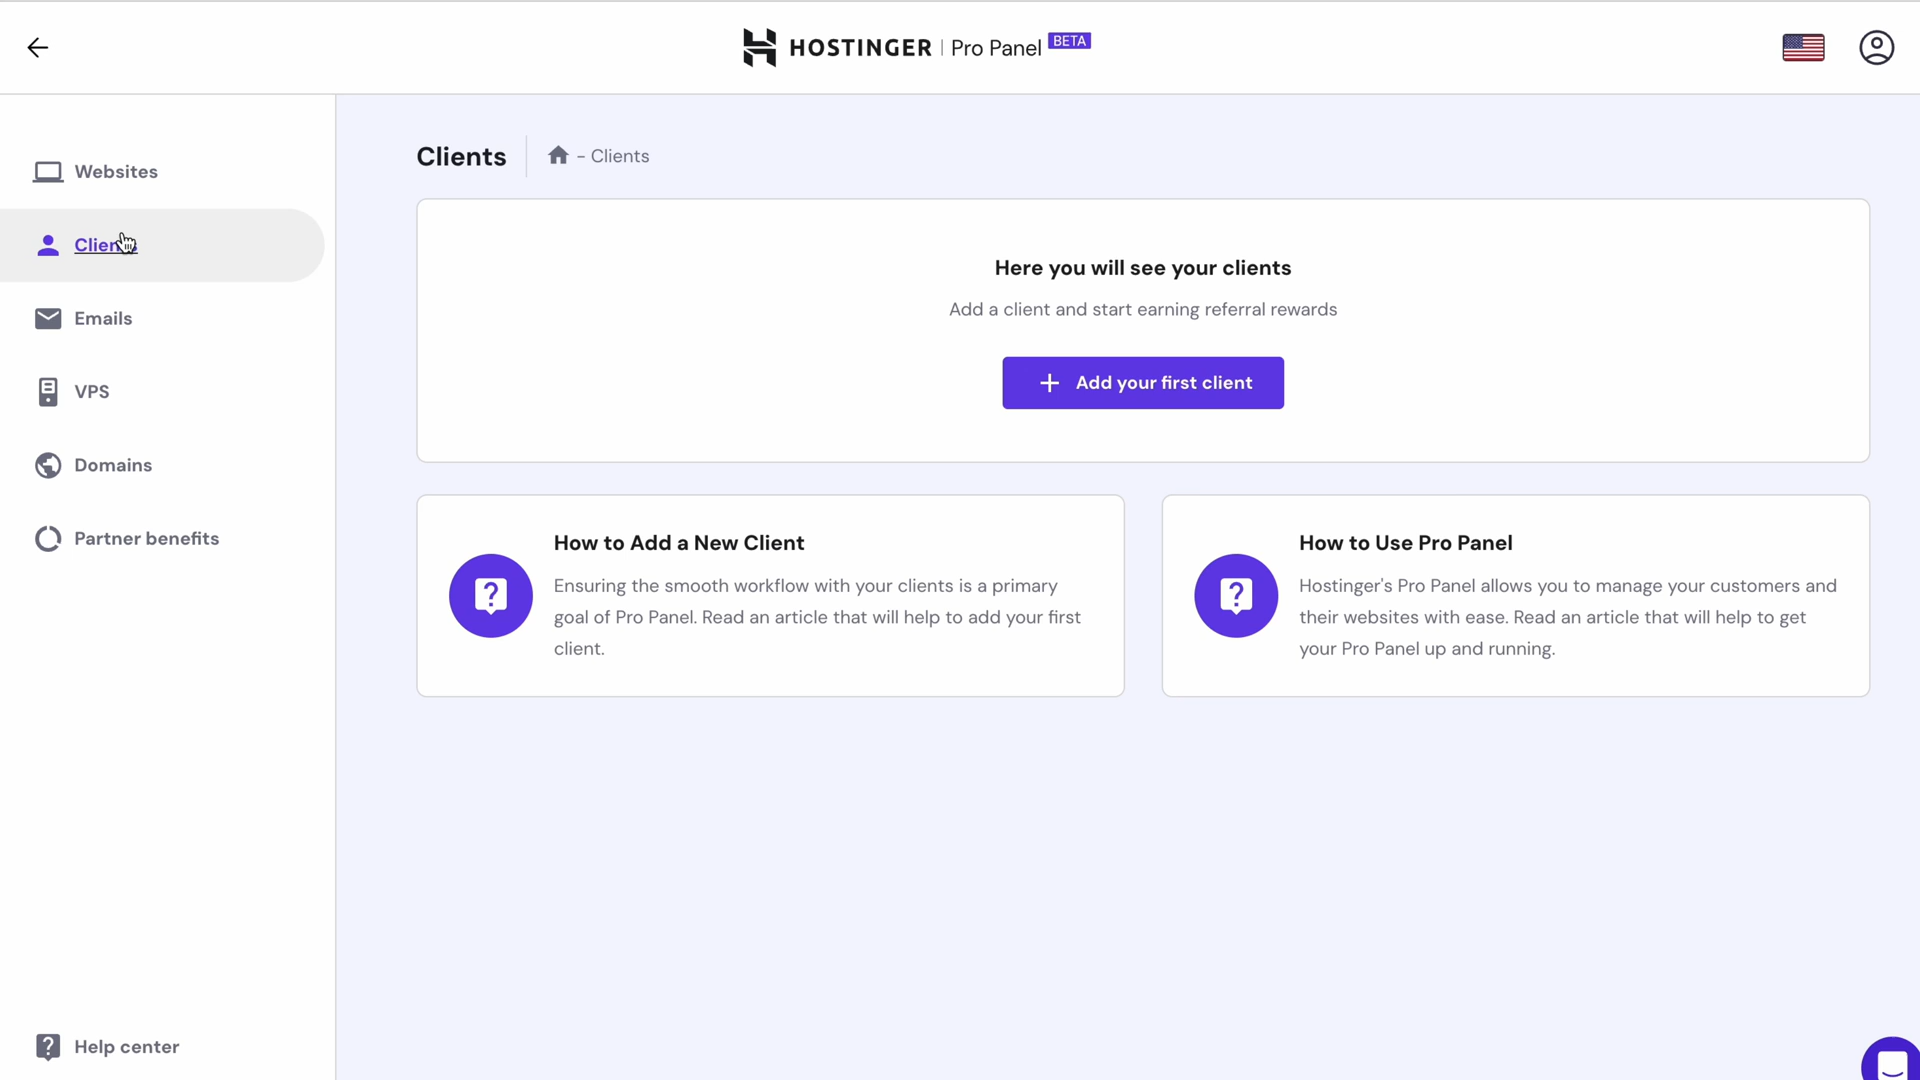 HOSTINGER | Pro Panel BETA
Websites
Clients
Emails
VPS
Domains
Partner benefits
Help center
Clients
- Clients
Here you will see your clients
Add a client and start earning referral rewards
+ Add your first client
How to Add a New Client
Ensuring the smooth workflow with your clients is a primary
goal of Pro Panel. Read an article that will help to add your first
client.
How to Use Pro Panel
Hostinger's Pro Panel allows you to manage your customers and
their websites with ease. Read an article that will help to get
your Pro Panel up and running.